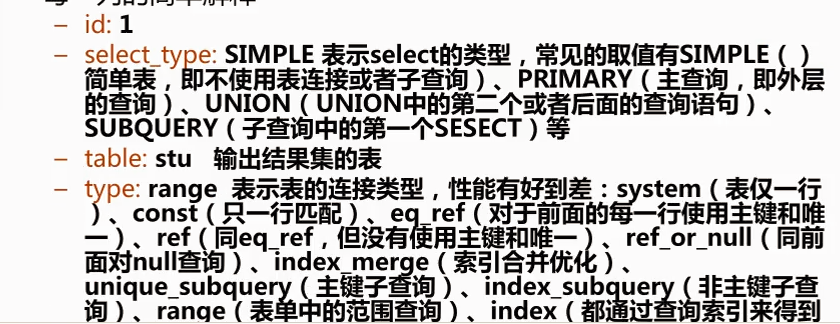 – id: 1
– select_type: SIMPLE 表示select的类型，常见的取值有SIMPLE（）
简单表，即不使用表连接或者子查询）、PRIMARY（主查询，即外层
的查询）、UNION（UNION中的第二个或者后面的查询语句）、
SUBQUERY（子查询中的第一个SESECT）等
– table: stu 输出结果集的表
– type: range 表示表的连接类型，性能有好到差：system（表仅一行
）、const（只一行匹配）、eq_ref（对于前面的每一行使用主键和唯
一）、ref（同eq_ref，但没有使用主键和唯一）、ref_or_null（同前
面对null查询）、index_merge（索引合并优化）、
unique_subquery（主键子查询）、index_subquery（非主键子查
询）、range（表单中的范围查询）、index（都通过查询索引来得到